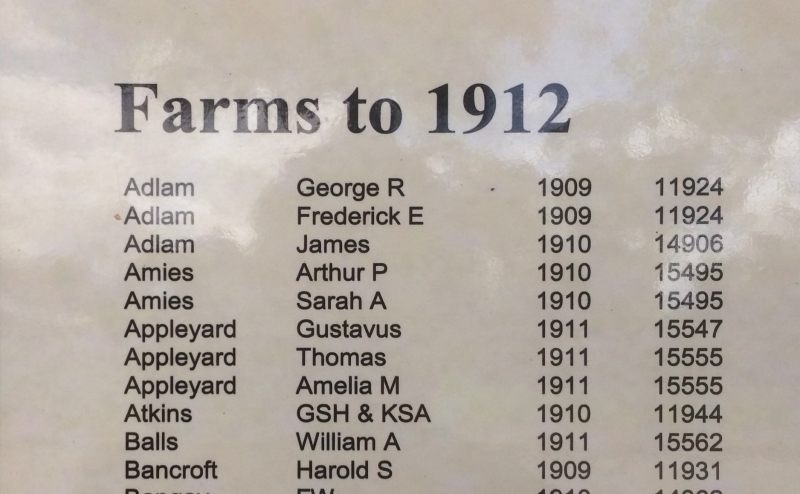 Farms to 1912
Adlam George R 1909 11924
Adlam Frederick E 1909 11924
Adlam James 1910 14906
Amies Arthur P 1910 15495
Amies Sarah A 1910 15495
Appleyard Gustavus 1911 15547
Appleyard Thomas 1911 15555
Appleyard Amelia M 1911 15555
Atkins GSH & KSA 1910 11944
Balls William A 1911 15562
Bancroft Harold S 1909 11931